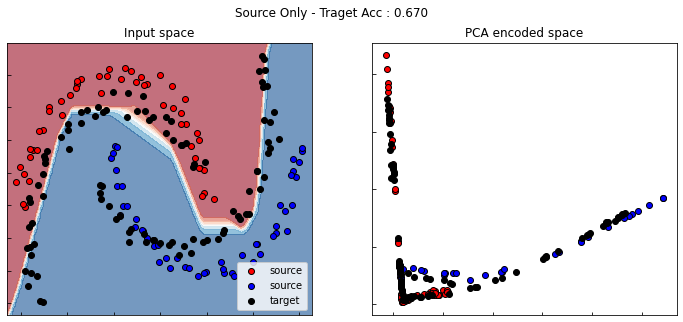 Source Only - Traget Acc : 0.670
Input space
PCA encoded space
source
source
target